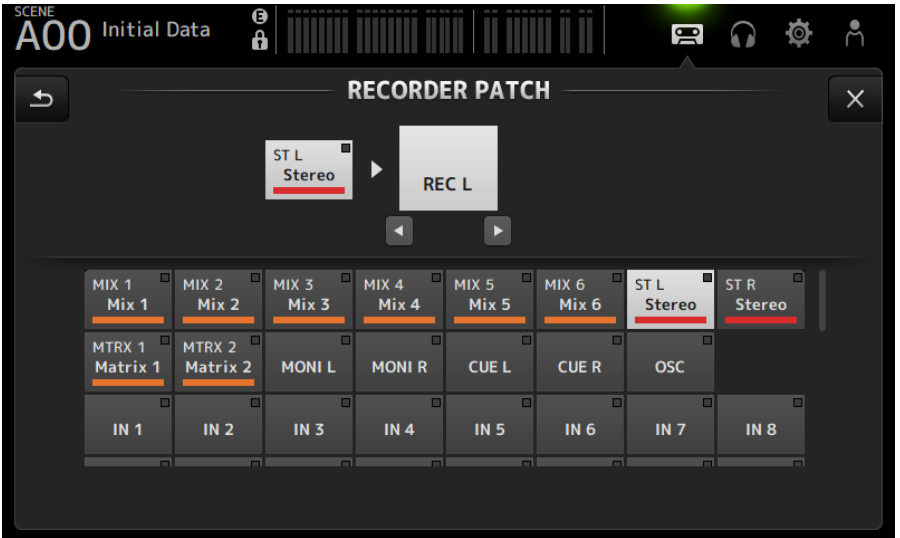 SCENE
A00 Initial Data
E
RECORDER PATCH
ST L
Stereo
REC L
MIX 1 MIX 2 MIX 3 MIX 4 MIX 5 MIX 6 ST L ST R
Mix 1 Mix 2 Mix 3 Mix 4 Mix 5 Mix 6 Stereo Stereo
MTRX 1 MTRX 2
Matrix 1 Matrix 2 MONI L MONI R CUE L CUE R OSC
IN 1 IN 2 IN 3 IN 4 IN 5 IN 6 IN 7 IN 8